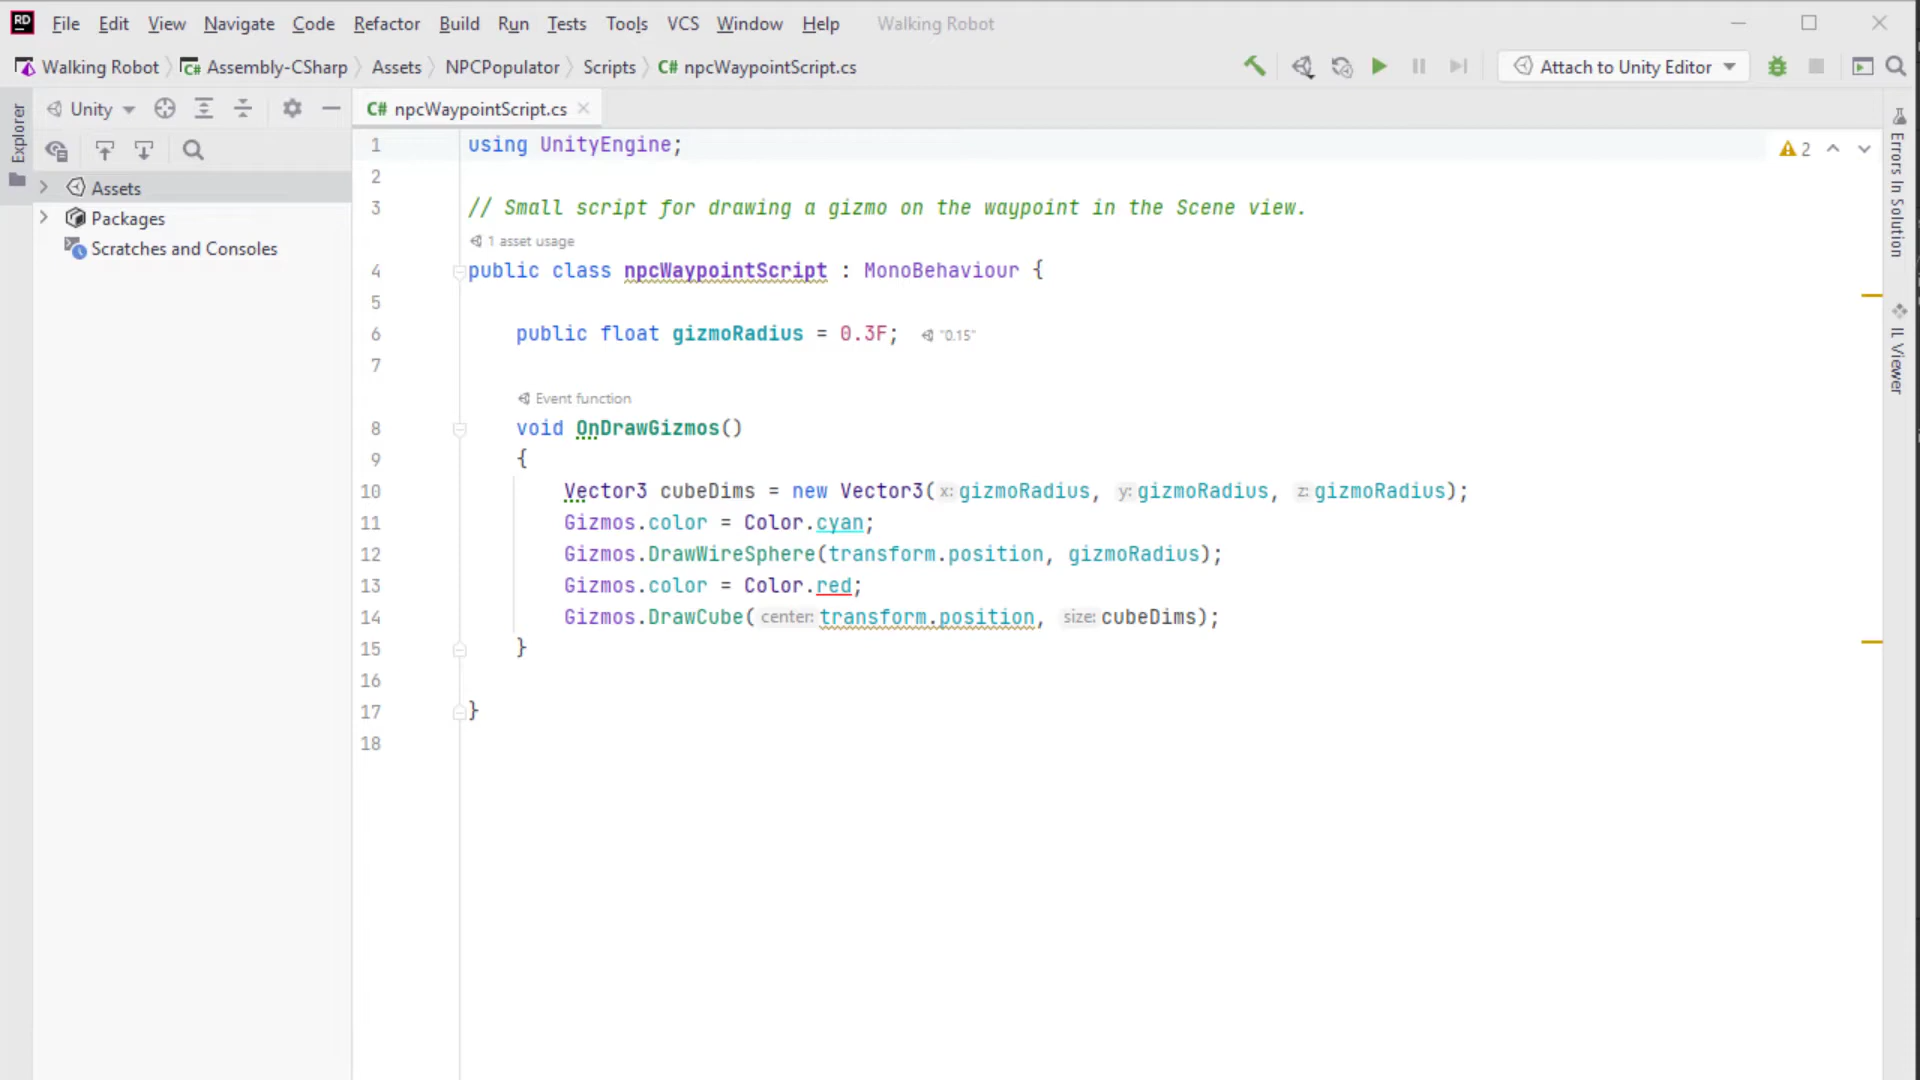 RD File Edit View Navigate Code Refactor Build Run Tests Tools VCS Window Help Walking Robot
Walking Robot Assembly-CSharp Assets NPCPopulator Scripts C# npcWaypointScript.cs Attach to Unity Editor
Explorer
Unity
C# npcWaypointScript.cs
Assets
Packages
Scratches and Consoles
1 using UnityEngine;
2
3 // Small script for drawing a gizmo on the waypoint in the Scene view.
1 asset usage
4 public class npcWaypointScript : MonoBehaviour {
5
6 public float gizmoRadius = 0.3F; "0.15"
7
Event function
8 void OnDrawGizmos()
9 {
10 Vector3 cubeDims = new Vector3(x: gizmoRadius, y: gizmoRadius, z: gizmoRadius);
11 Gizmos.color = Color.cyan;
12 Gizmos.DrawWireSphere(transform.position, gizmoRadius);
13 Gizmos.color = Color.red;
14 Gizmos.DrawCube(center: transform.position, size: cubeDims);
15 }
16
17 }
18
2
Errors In Solution
IL Viewer